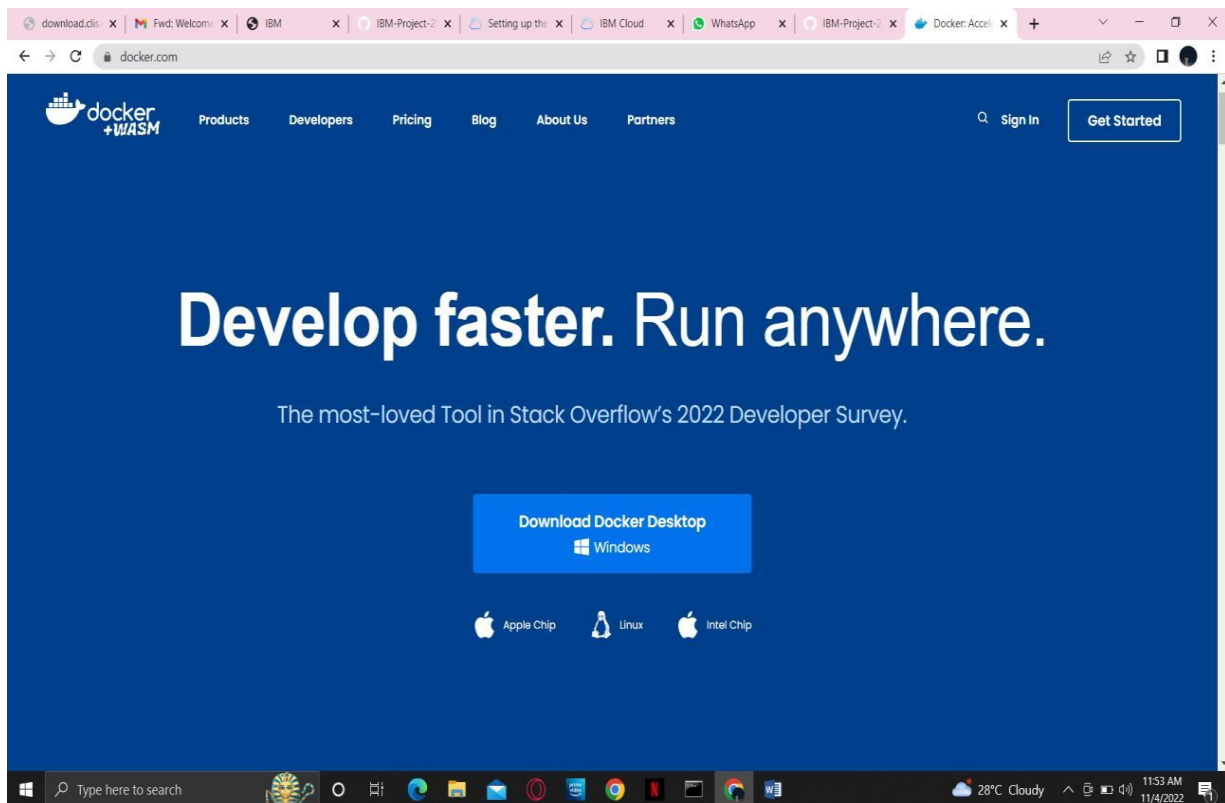 download.clis
Fwd: Welcome
IBM
IBM-Project-2
Setting up the
IBM Cloud
WhatsApp
IBM-Project-2
Docker: Accel
docker.com
docker
+WASM
Products
Developers
Pricing
Blog
About Us
Partners
Sign In
Get Started
Develop faster. Run anywhere.
The most-loved Tool in Stack Overflow's 2022 Developer Survey.
Download Docker Desktop
Windows
Apple Chip
Linux
Intel Chip
Type here to search
28°C Cloudy
11:53 AM
11/4/2022